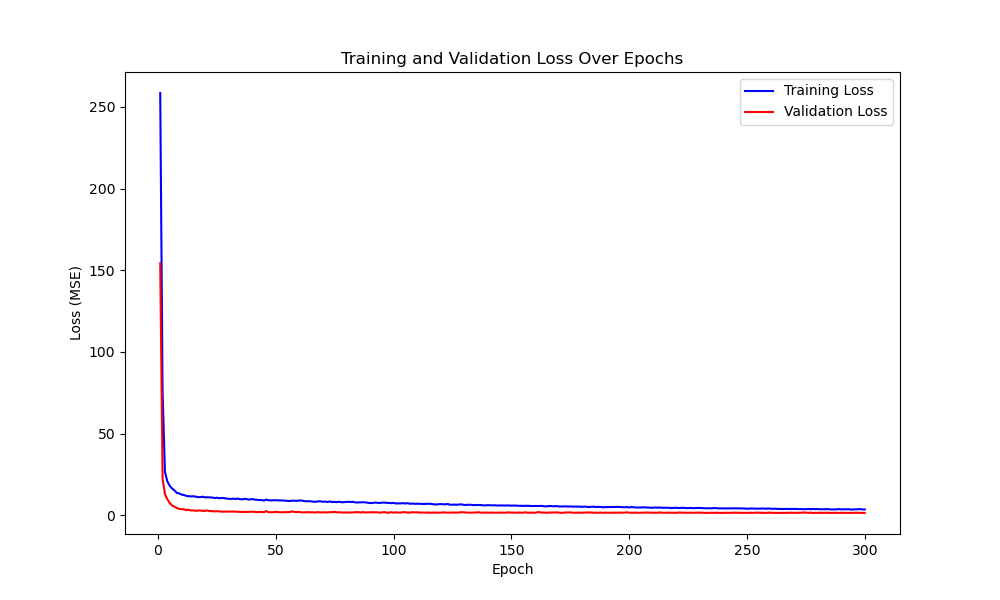 Training and Validation Loss Over Epochs
Training Loss
Validation Loss
Loss (MSE)
250
200
150
100
50
0
0 50 100 150 200 250 300
Epoch